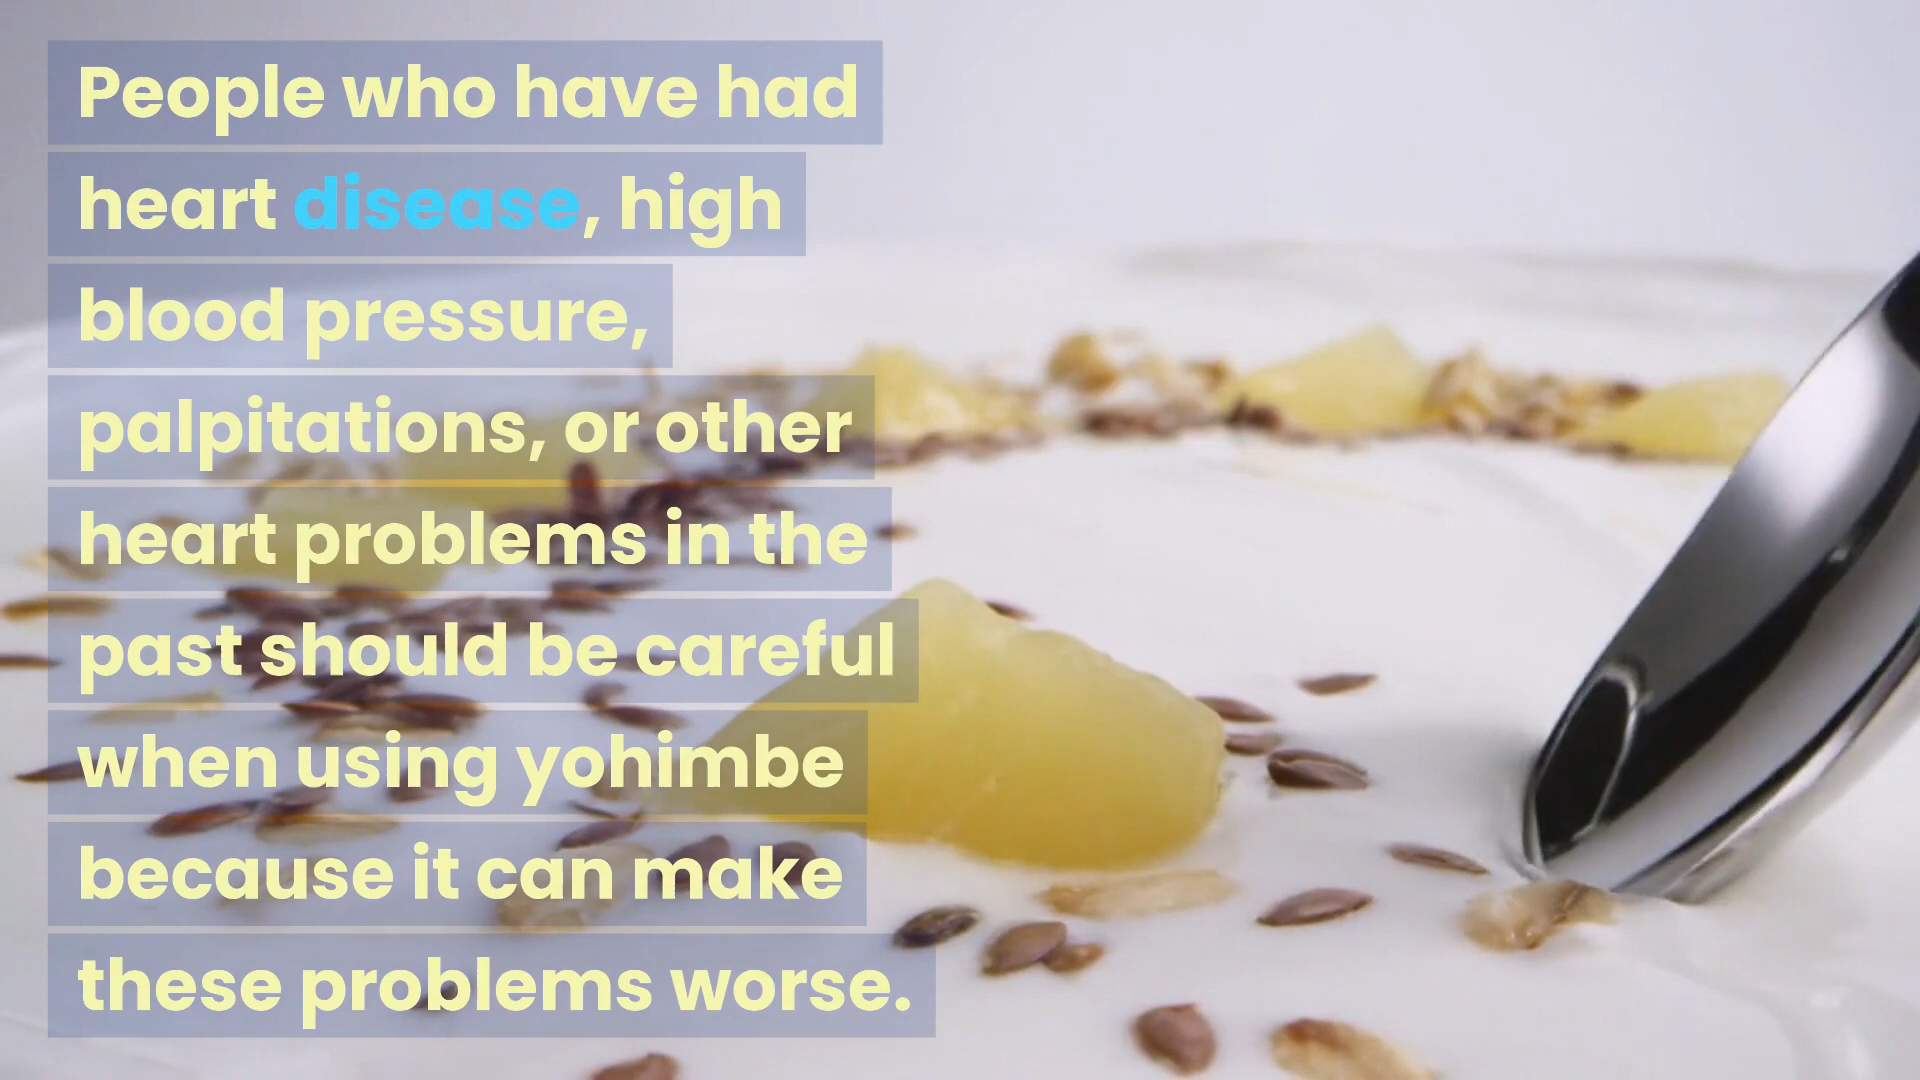 People who have had
heart disease, high
blood pressure,
palpitations, or other
heart problems in the
past should be careful
when using yohimbe
because it can make
these problems worse.